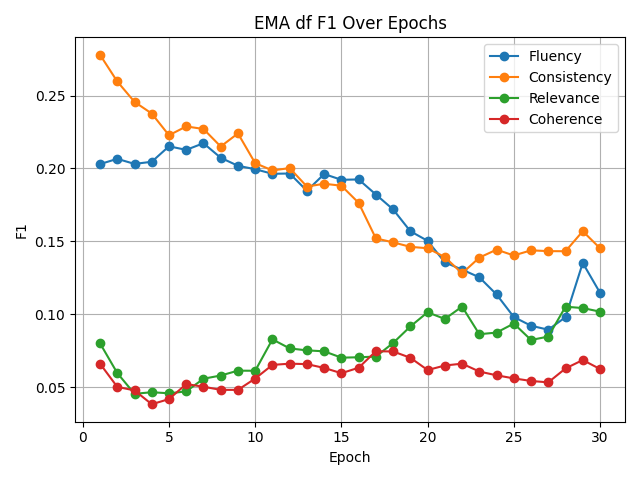 EMA df F1 Over Epochs
Fluency
Consistency
Relevance
Coherence
F1
0.25
0.20
0.15
0.10
0.05
0 5 10 15 20 25 30
Epoch